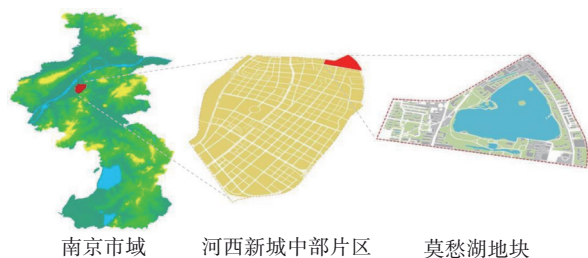 南京市域
河西新城中部片区
莫愁湖地块